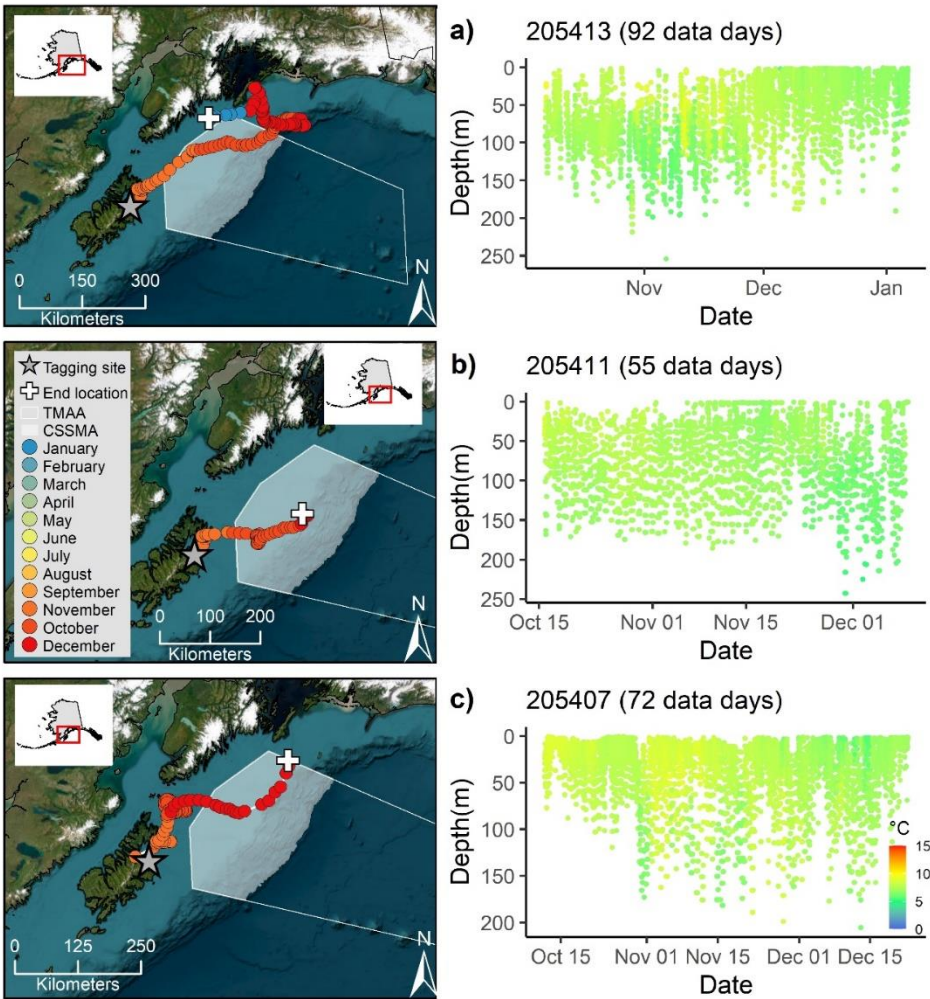 a)
205413 (92 data days)
0
50
100
150
200
250
Depth(m)
Nov
Dec
Jan
Date
0 150 300
Kilometers
N
b)
205411 (55 data days)
Tagging site
End location
TMAA
CSSMA
January
February
March
April
May
June
July
August
September
November
October
December
0 100 200
Kilometers
N
0
50
100
150
200
250
Depth(m)
Oct 15
Nov 01
Nov 15
Dec 01
Date
c)
205407 (72 data days)
0
50
100
150
200
Depth(m)
°C
15
10
5
0
Oct 15
Nov 01
Nov 15
Dec 01
Dec 15
Date
0 125 250
Kilometers
N